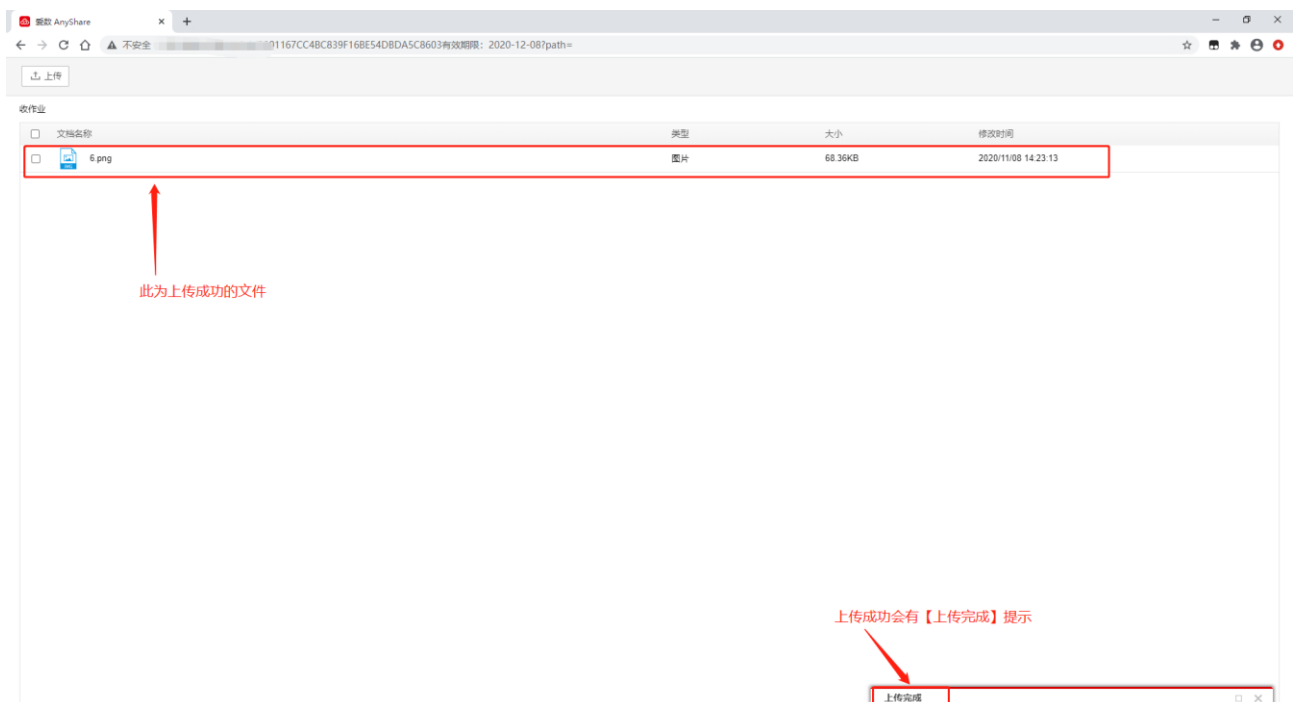 爱数 AnyShare
不安全 01167CC4BC839F16BE54DBDA5C8603有效期限：2020-12-08?path=
上传
收作业
文档名称 类型 大小 修改时间
6.png 图片 68.36KB 2020/11/08 14:23:13
此为上传成功的文件
上传成功会有【上传完成】提示
上传完成